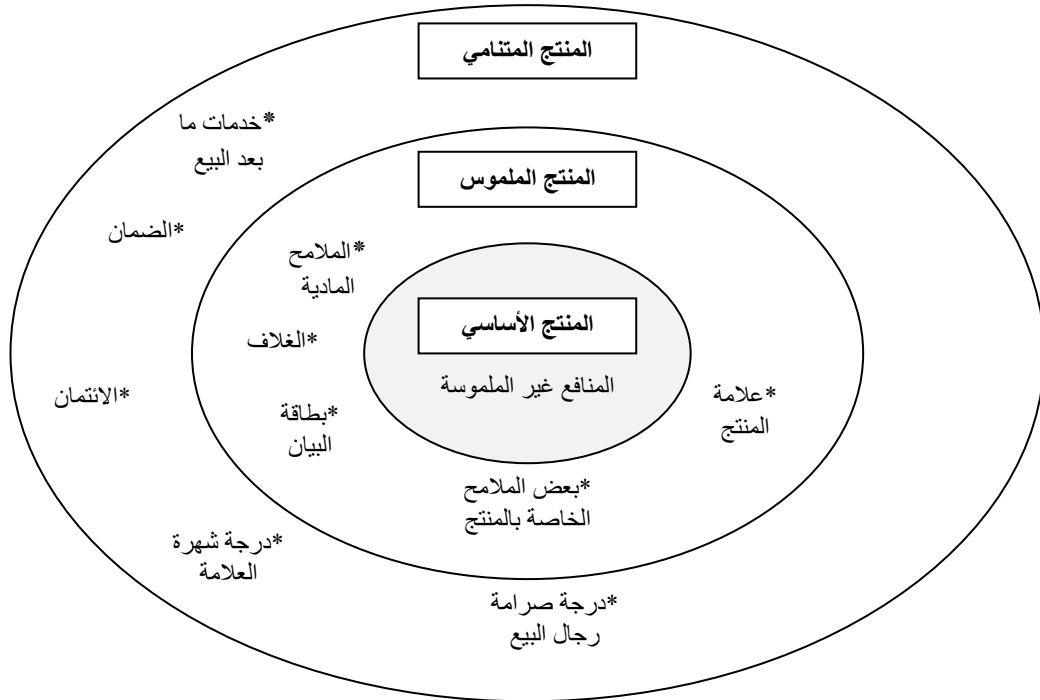 المنتج المتنامي
*خدمات ما
بعد البيع
*الضمان
*الائتمان
*درجة شهرة
العلامة
*درجة صرامة
رجال البيع
المنتج الملموس
*الملامح
المادية
*الغلاف
*بطاقة
البيان
*بعض الملامح
الخاصة بالمنتج
*علامة
المنتج
المنتج الأساسي
المنافع غير الملموسة